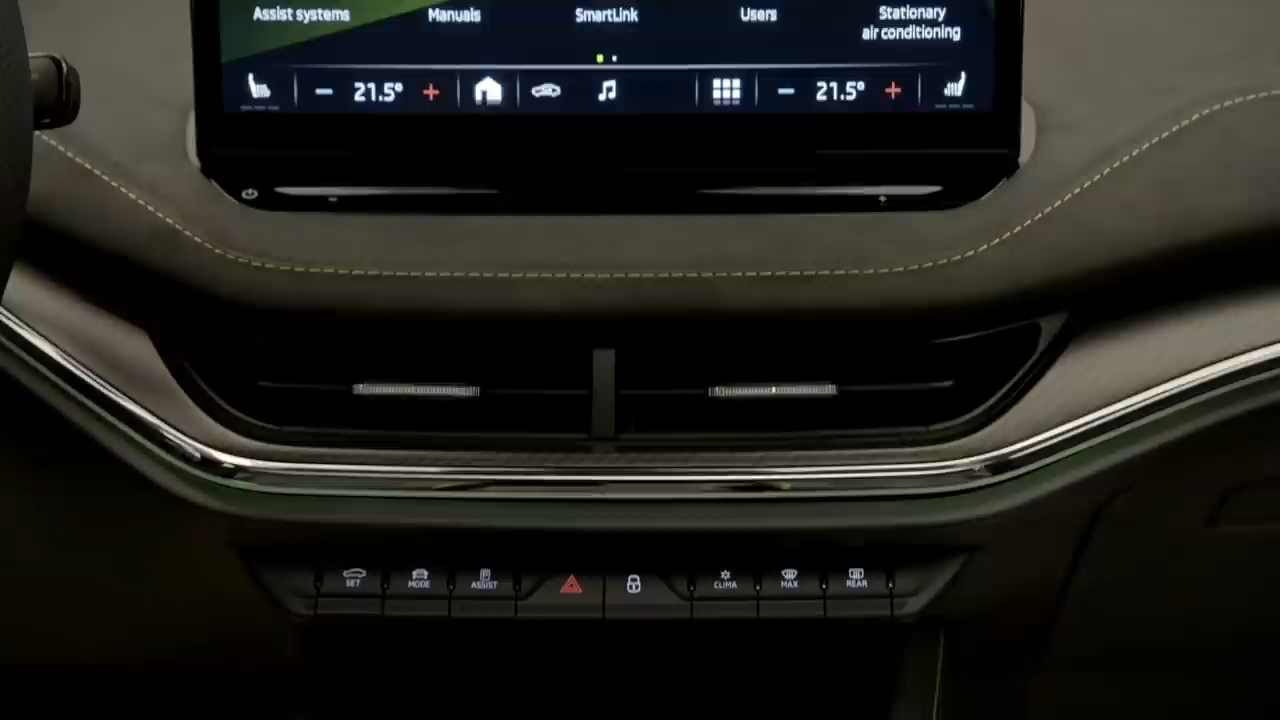 Assist systems
Manuals
SmartLink
Users
Stationary
air conditioning
− 21.5° +
− 21.5° +
SET
MODE
ASSIST
CLIMA
MAX
REAR